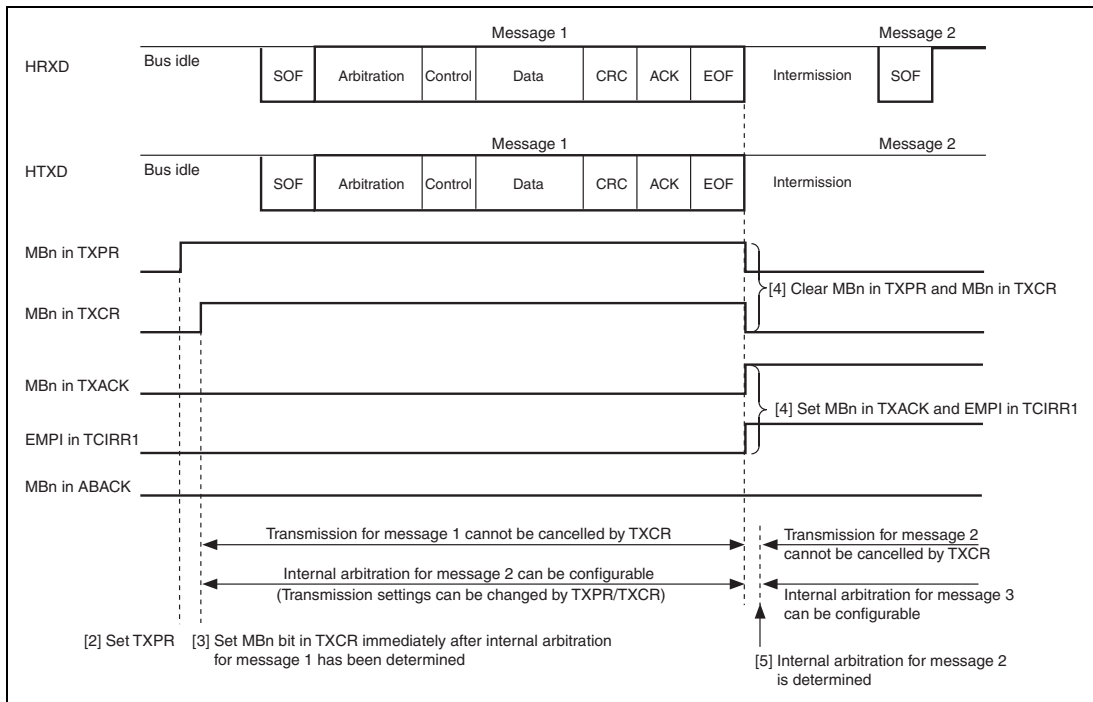 Message 1
Message 2
HRXD
Bus idle
SOF
Arbitration
Control
Data
CRC
ACK
EOF
Intermission
SOF
Message 1
Message 2
HTXD
Bus idle
SOF
Arbitration
Control
Data
CRC
ACK
EOF
Intermission
MBn in TXPR
[4] Clear MBn in TXPR and MBn in TXCR
MBn in TXCR
MBn in TXACK
[4] Set MBn in TXACK and EMPI in TCIRR1
EMPI in TCIRR1
MBn in ABACK
Transmission for message 1 cannot be cancelled by TXCR
Transmission for message 2
cannot be cancelled by TXCR
Internal arbitration for message 2 can be configurable
(Transmission settings can be changed by TXPR/TXCR)
Internal arbitration for message 3
can be configurable
[2] Set TXPR
[3] Set MBn bit in TXCR immediately after internal arbitration
for message 1 has been determined
[5] Internal arbitration for message 2
is determined